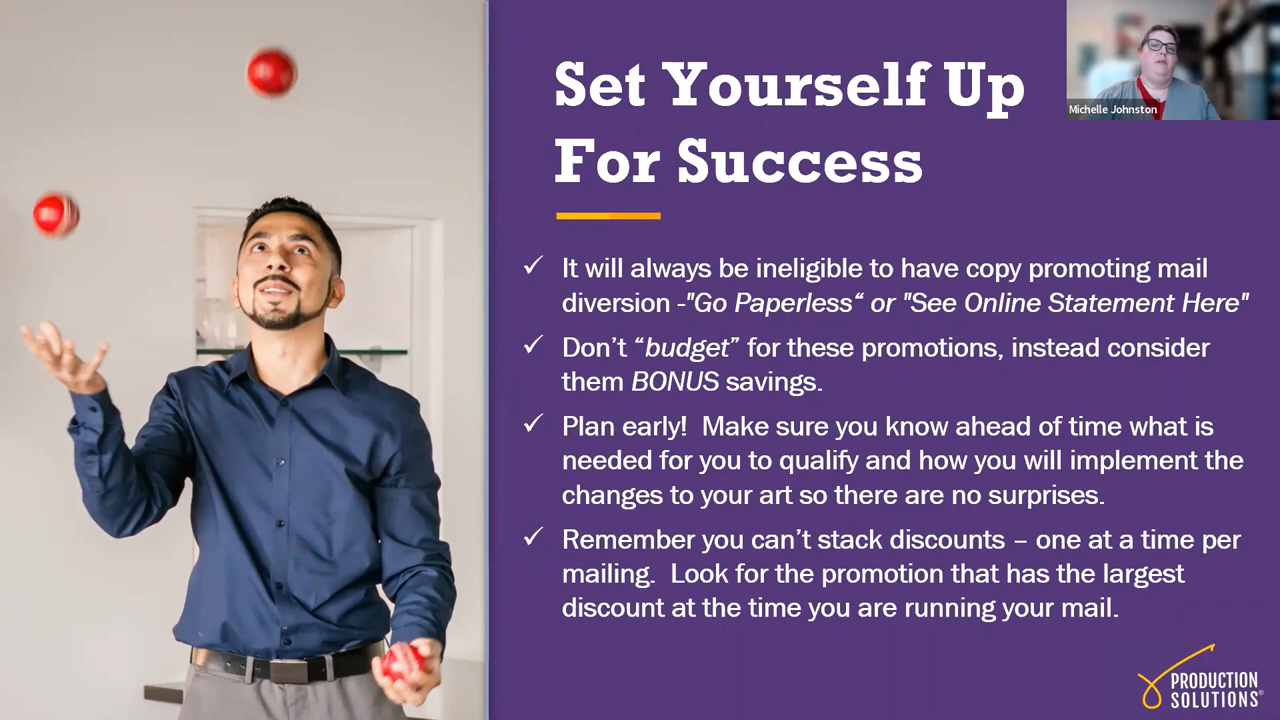 Set Yourself Up
For Success
Michelle Johnston
✓ It will always be ineligible to have copy promoting mail
diversion -"Go Paperless“ or "See Online Statement Here"
✓ Don’t “budget” for these promotions, instead consider
them BONUS savings.
✓ Plan early!  Make sure you know ahead of time what is
needed for you to qualify and how you will implement the
changes to your art so there are no surprises.
✓ Remember you can’t stack discounts – one at a time per
mailing.  Look for the promotion that has the largest
discount at the time you are running your mail.
PRODUCTION
SOLUTIONS®